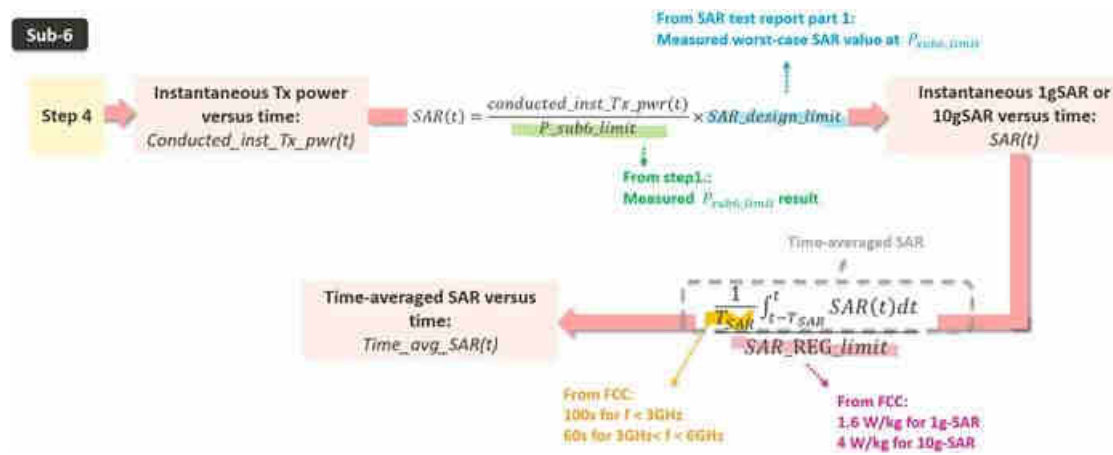 Sub-6
From SAR test report part 1:
Measured worst-case SAR value at P_sub6_limit
Step 4
Instantaneous Tx power
versus time:
Conducted_inst_Tx_pwr(t)
SAR(t) = conducted_inst_Tx_pwr(t) / P_sub6_limit × SAR_design_limit
Instantaneous 1gSAR or
10gSAR versus time:
SAR(t)
From step1.:
Measured P_sub6_limit result
Time-averaged SAR
1/T_SAR ∫_{t−T_SAR}^{t} SAR(t)dt
SAR_REG_limit
Time-averaged SAR versus
time:
Time_avg_SAR(t)
From FCC:
100s for f < 3GHz
60s for 3GHz< f < 6GHz
From FCC:
1.6 W/kg for 1g-SAR
4 W/kg for 10g-SAR